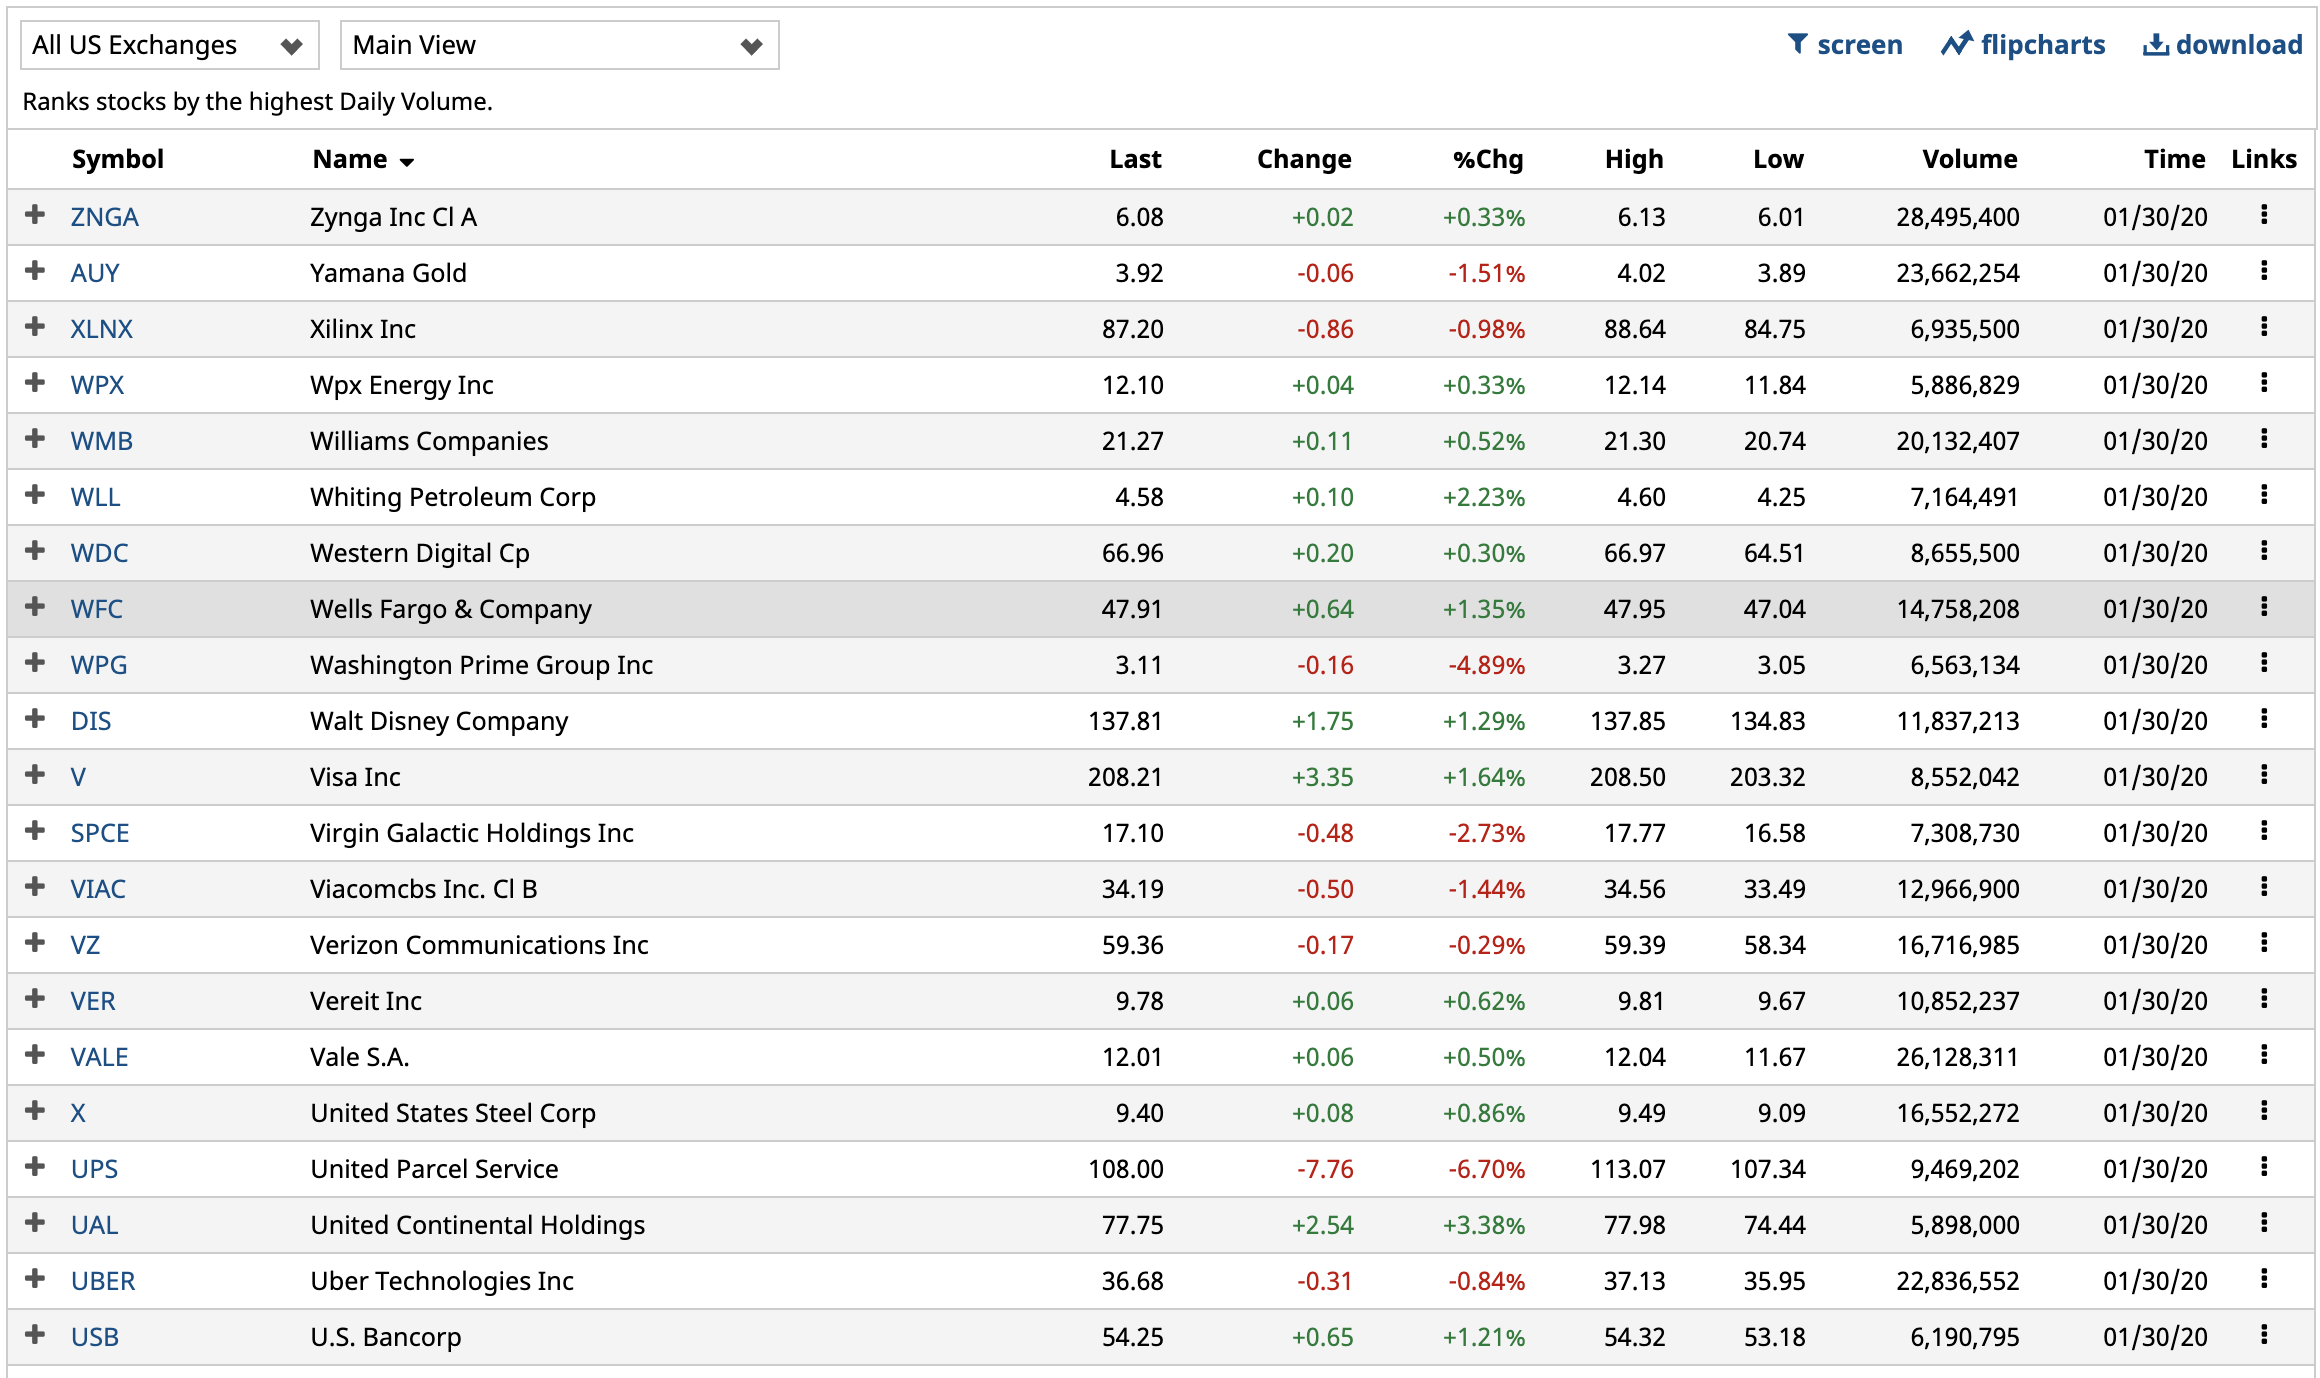 All US Exchanges Main View screen flipcharts download
Ranks stocks by the highest Daily Volume.
Symbol Name Last Change %Chg High Low Volume Time Links
ZNGA Zynga Inc Cl A 6.08 +0.02 +0.33% 6.13 6.01 28,495,400 01/30/20
AUY Yamana Gold 3.92 -0.06 -1.51% 4.02 3.89 23,662,254 01/30/20
XLNX Xilinx Inc 87.20 -0.86 -0.98% 88.64 84.75 6,935,500 01/30/20
WPX Wpx Energy Inc 12.10 +0.04 +0.33% 12.14 11.84 5,886,829 01/30/20
WMB Williams Companies 21.27 +0.11 +0.52% 21.30 20.74 20,132,407 01/30/20
WLL Whiting Petroleum Corp 4.58 +0.10 +2.23% 4.60 4.25 7,164,491 01/30/20
WDC Western Digital Cp 66.96 +0.20 +0.30% 66.97 64.51 8,655,500 01/30/20
WFC Wells Fargo & Company 47.91 +0.64 +1.35% 47.95 47.04 14,758,208 01/30/20
WPG Washington Prime Group Inc 3.11 -0.16 -4.89% 3.27 3.05 6,563,134 01/30/20
DIS Walt Disney Company 137.81 +1.75 +1.29% 137.85 134.83 11,837,213 01/30/20
V Visa Inc 208.21 +3.35 +1.64% 208.50 203.32 8,552,042 01/30/20
SPCE Virgin Galactic Holdings Inc 17.10 -0.48 -2.73% 17.77 16.58 7,308,730 01/30/20
VIAC Viacomcbs Inc. Cl B 34.19 -0.50 -1.44% 34.56 33.49 12,966,900 01/30/20
VZ Verizon Communications Inc 59.36 -0.17 -0.29% 59.39 58.34 16,716,985 01/30/20
VER Vereit Inc 9.78 +0.06 +0.62% 9.81 9.67 10,852,237 01/30/20
VALE Vale S.A. 12.01 +0.06 +0.50% 12.04 11.67 26,128,311 01/30/20
X United States Steel Corp 9.40 +0.08 +0.86% 9.49 9.09 16,552,272 01/30/20
UPS United Parcel Service 108.00 -7.76 -6.70% 113.07 107.34 9,469,202 01/30/20
UAL United Continental Holdings 77.75 +2.54 +3.38% 77.98 74.44 5,898,000 01/30/20
UBER Uber Technologies Inc 36.68 -0.31 -0.84% 37.13 35.95 22,836,552 01/30/20
USB U.S. Bancorp 54.25 +0.65 +1.21% 54.32 53.18 6,190,795 01/30/20